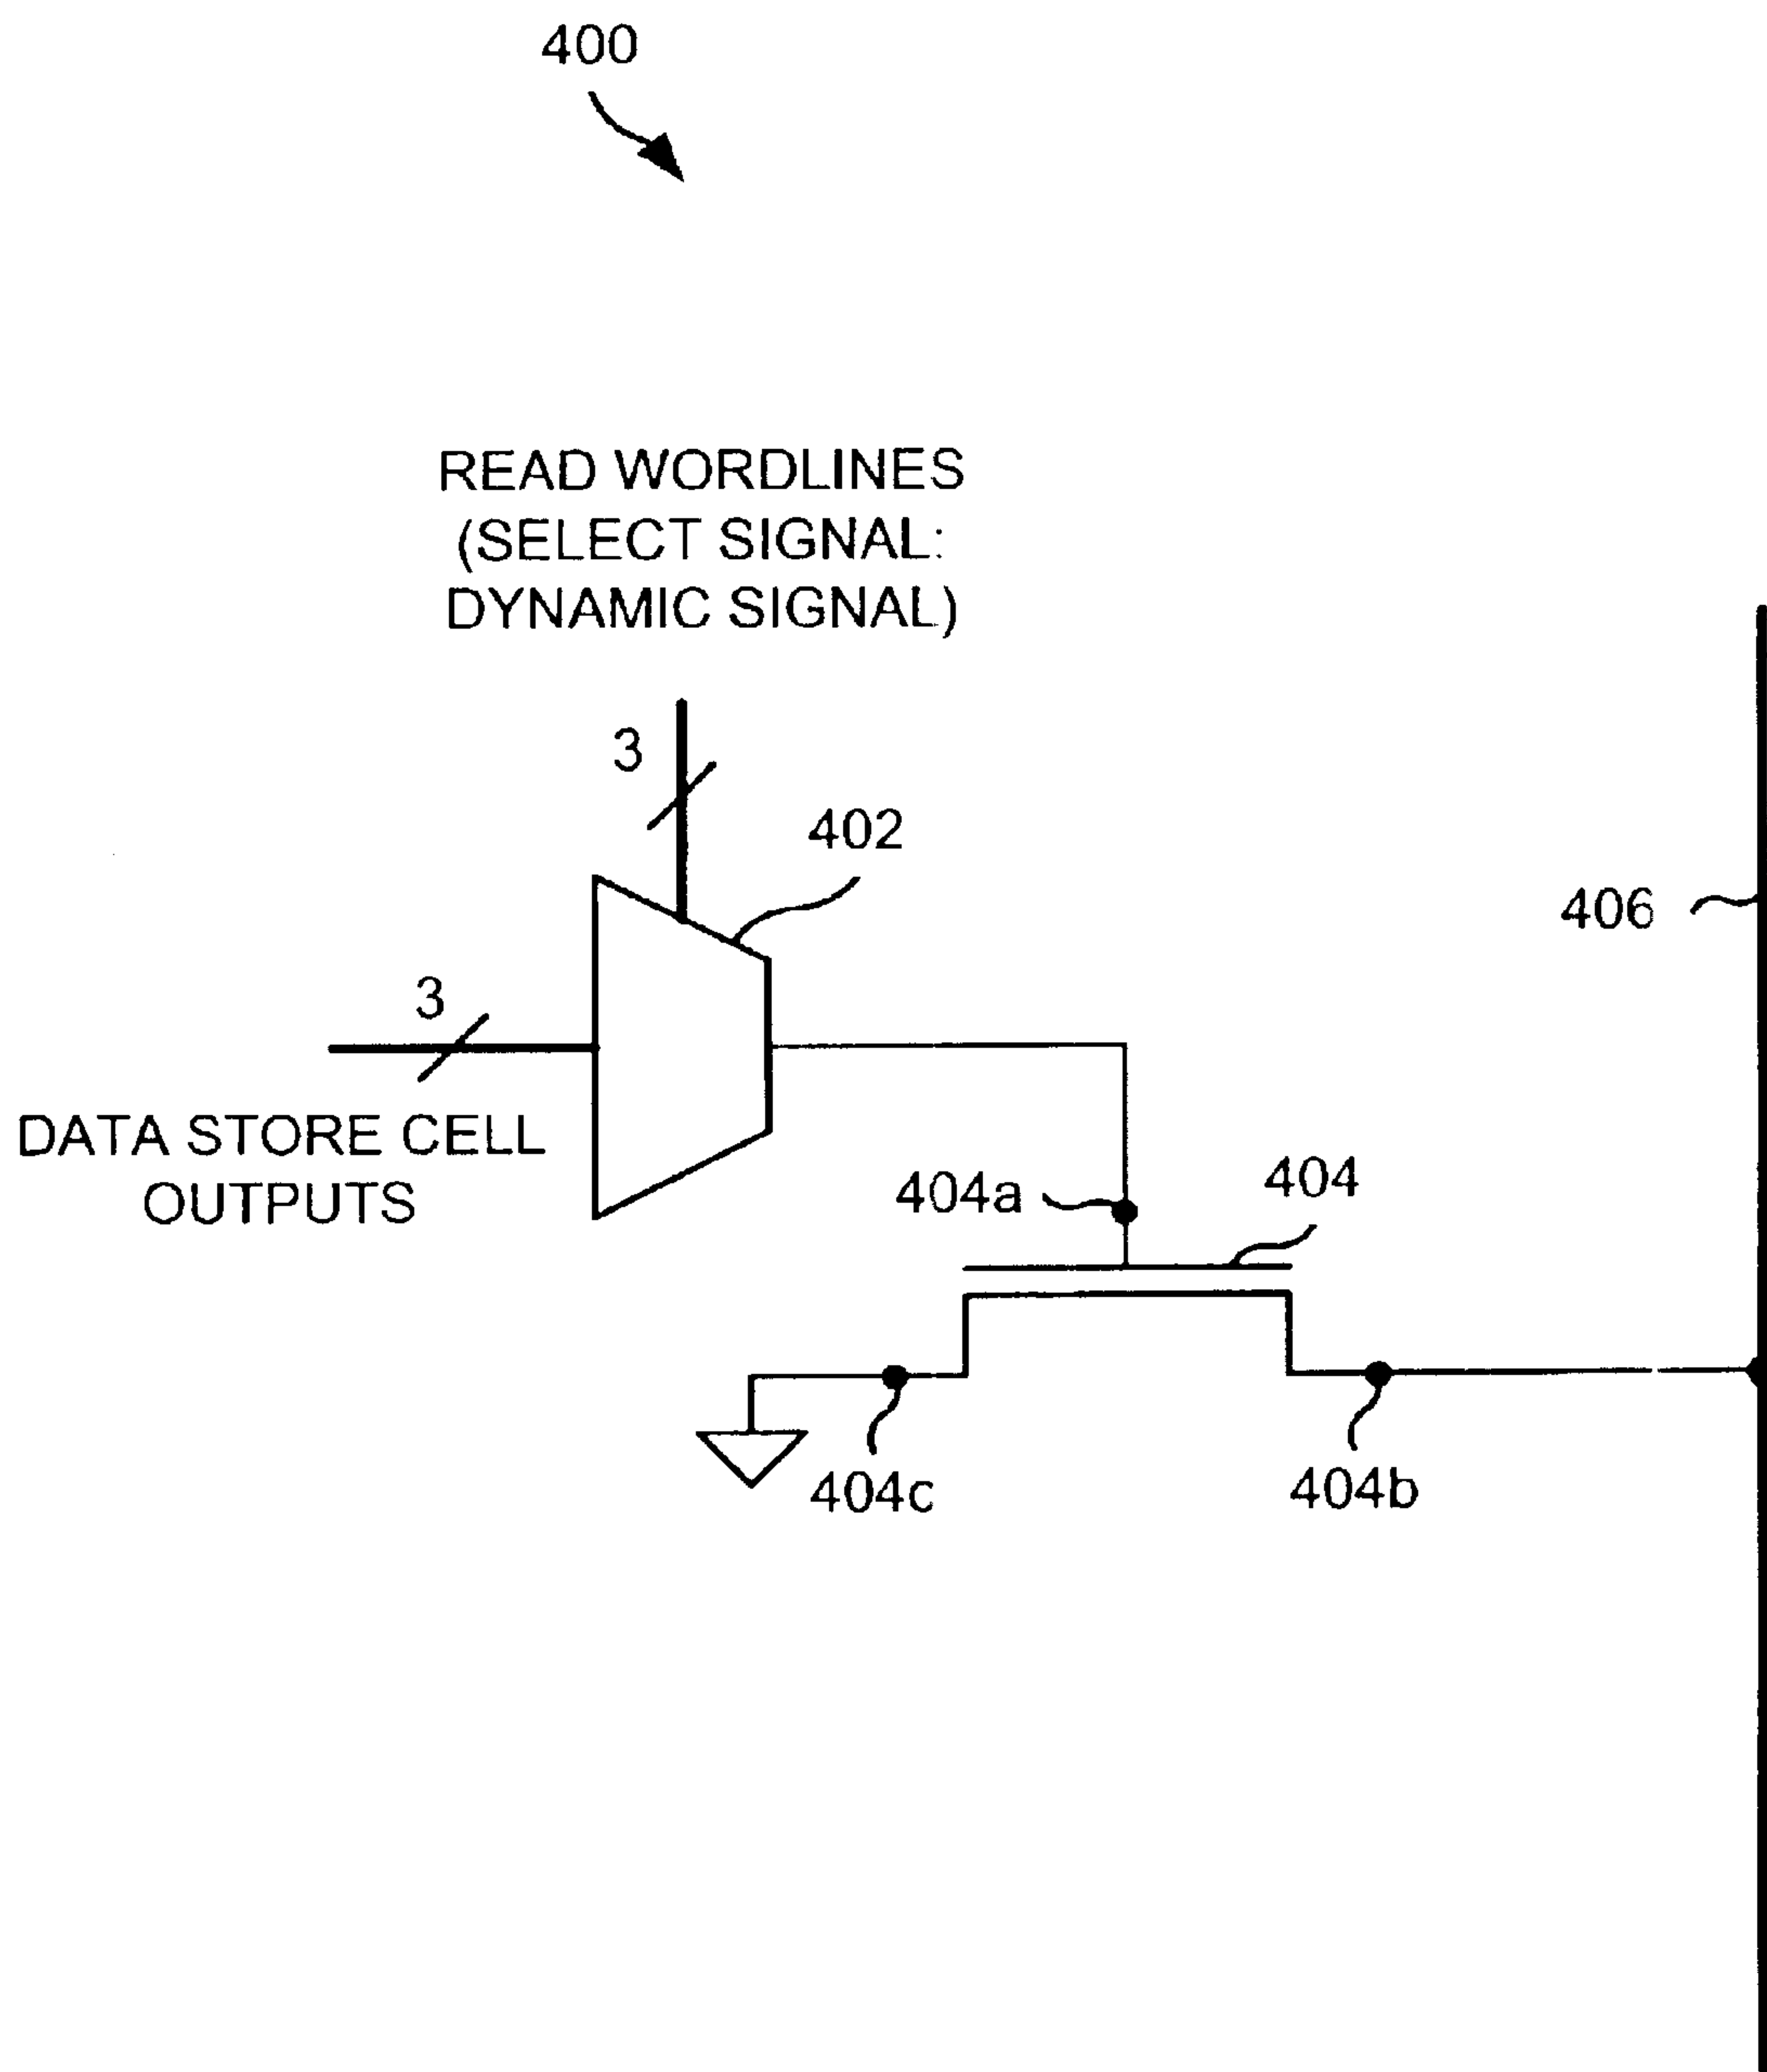 400
READ WORDLINES
(SELECT SIGNAL:
DYNAMIC SIGNAL)
3
402
406
3
DATA STORE CELL
OUTPUTS
404a
404
404c
404b